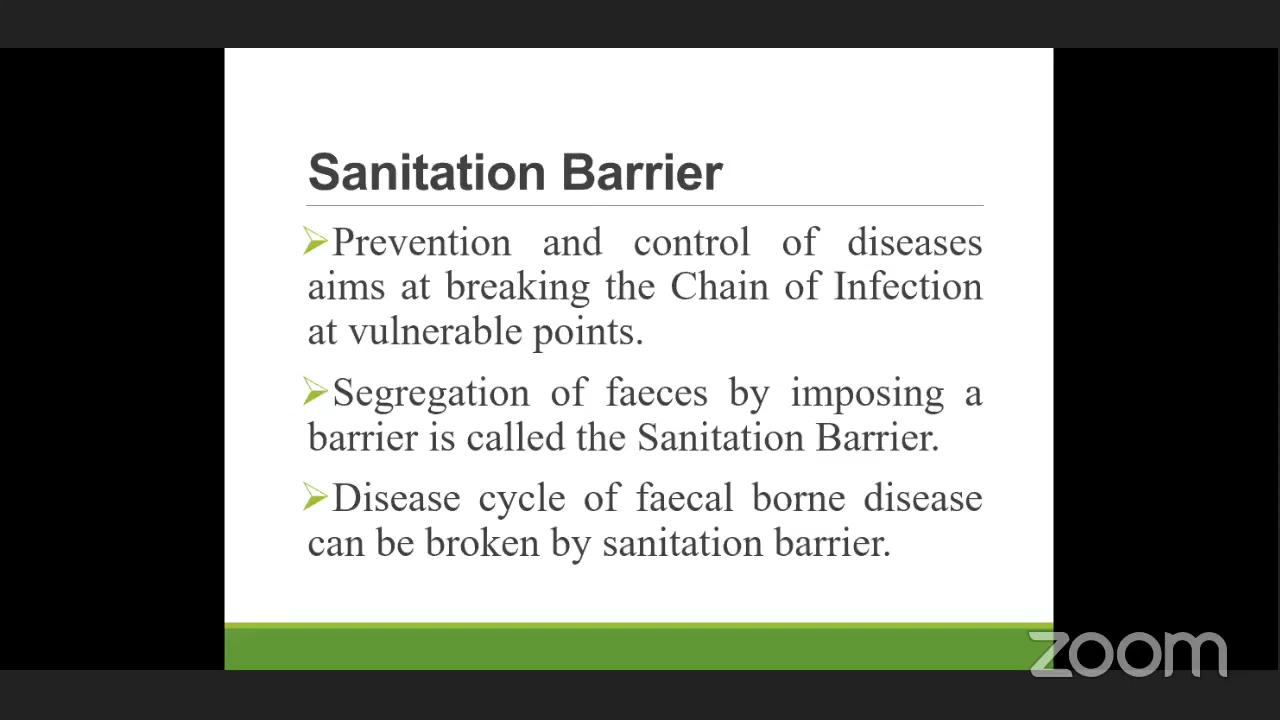 Sanitation Barrier
Prevention and control of diseases
aims at breaking the Chain of Infection
at vulnerable points.
Segregation of faeces by imposing a
barrier is called the Sanitation Barrier.
Disease cycle of faecal borne disease
can be broken by sanitation barrier.
zoom